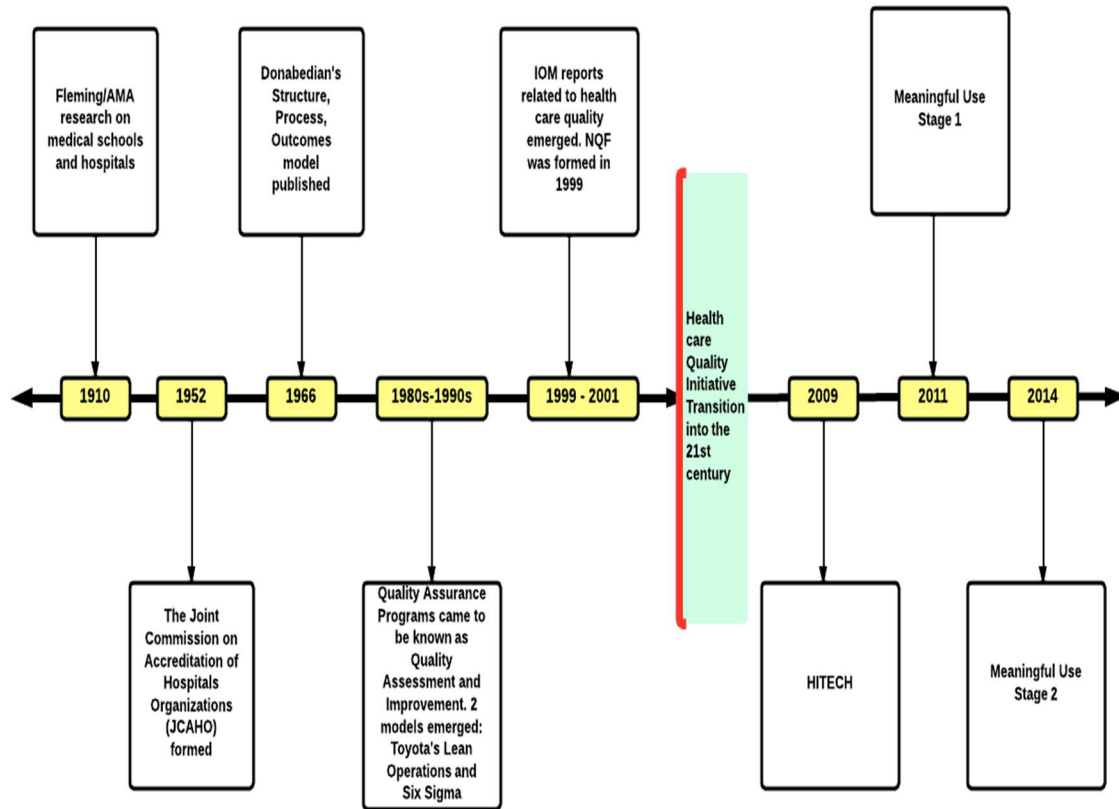 Fleming/AMA
research on
medical schools
and hospitals
Donabedian's
Structure,
Process,
Outcomes
model
published
IOM reports
related to health
care quality
emerged. NQF
was formed in
1999
Meaningful Use
Stage 1
1910
1952
1966
1980s-1990s
1999 - 2001
Health
care
Quality
Initiative
Transition
into the
21st
century
2009
2011
2014
The Joint
Commission on
Accreditation of
Hospitals
Organizations
(JCAHO)
formed
Quality Assurance
Programs came to
be known as
Quality
Assessment and
Improvement. 2
models emerged:
Toyota's Lean
Operations and
Six Sigma
HITECH
Meaningful Use
Stage 2